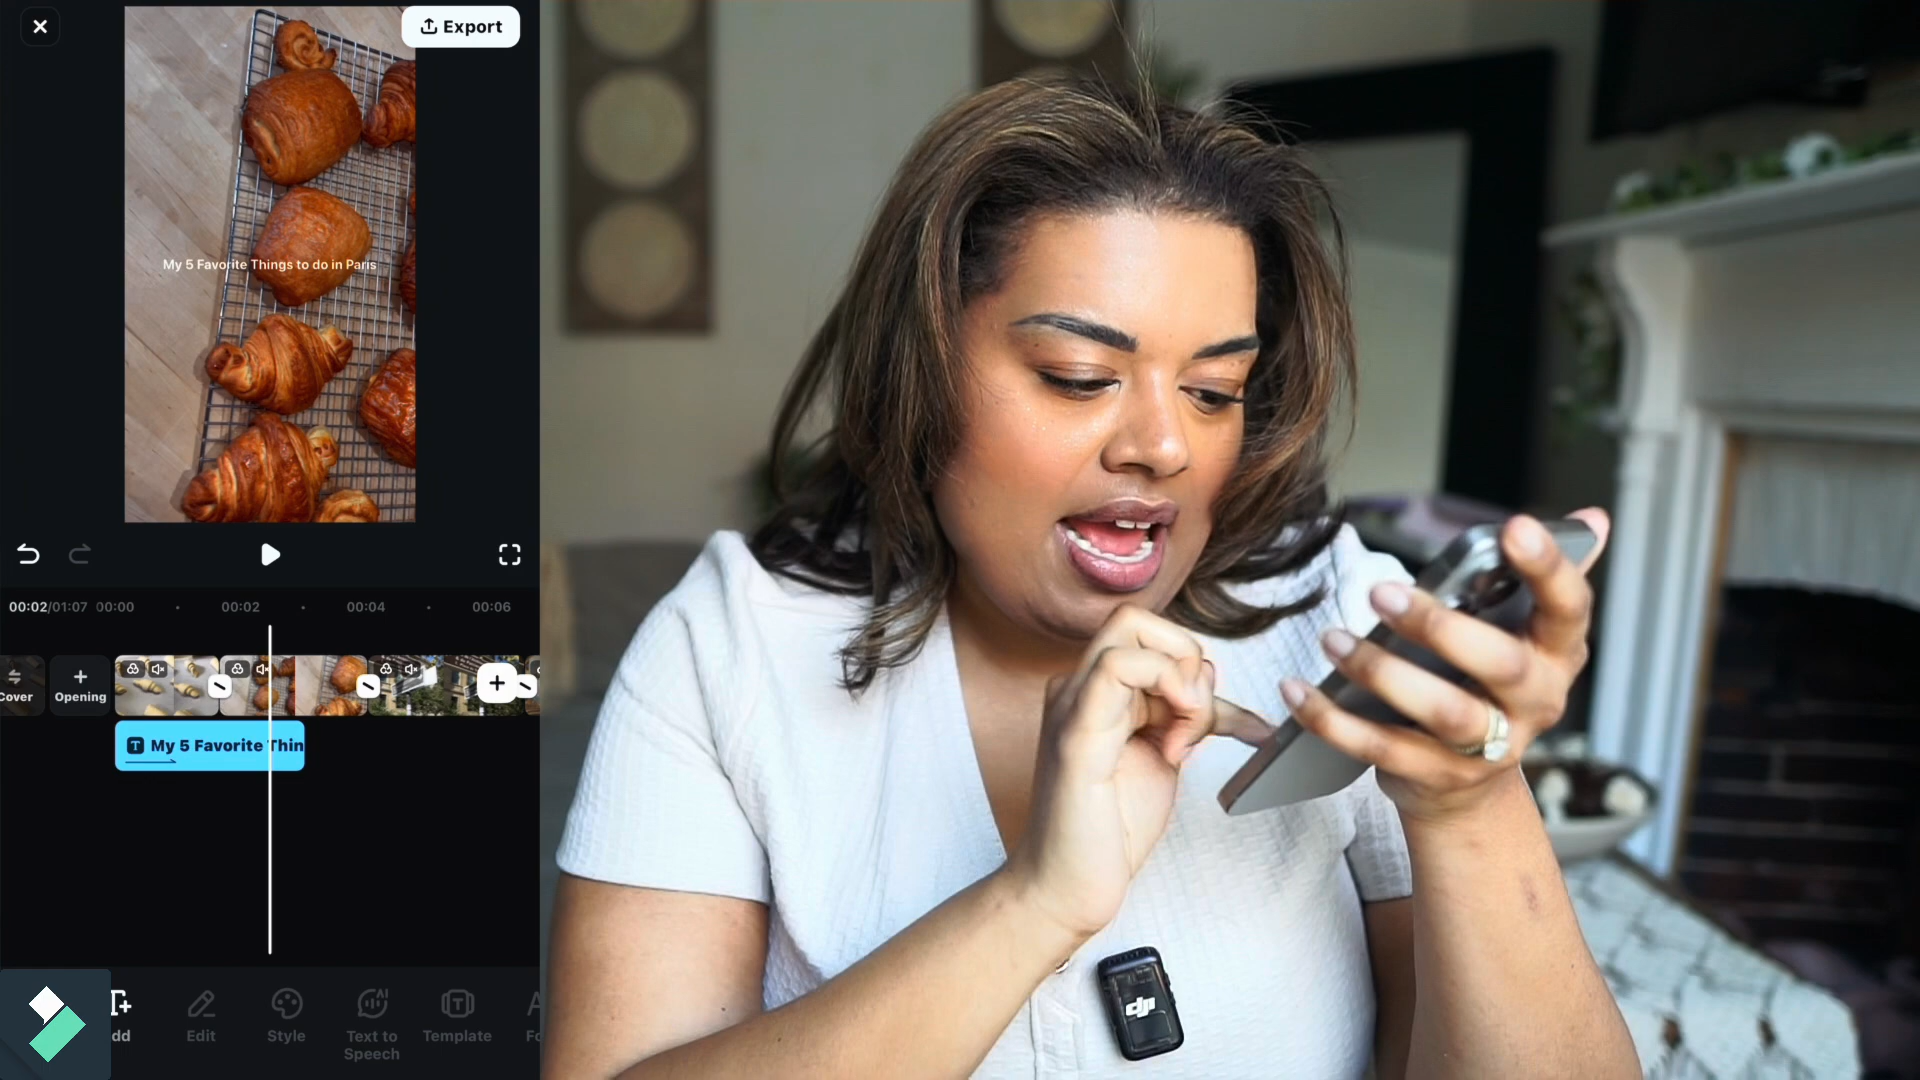 Export
My 5 Favorite Things to do in Paris
00:02/01:07 00:00 00:02 00:04 00:06
Cover
Opening
My 5 Favorite Thin
Edit
Style
AI
Text to
Speech
Template
dji